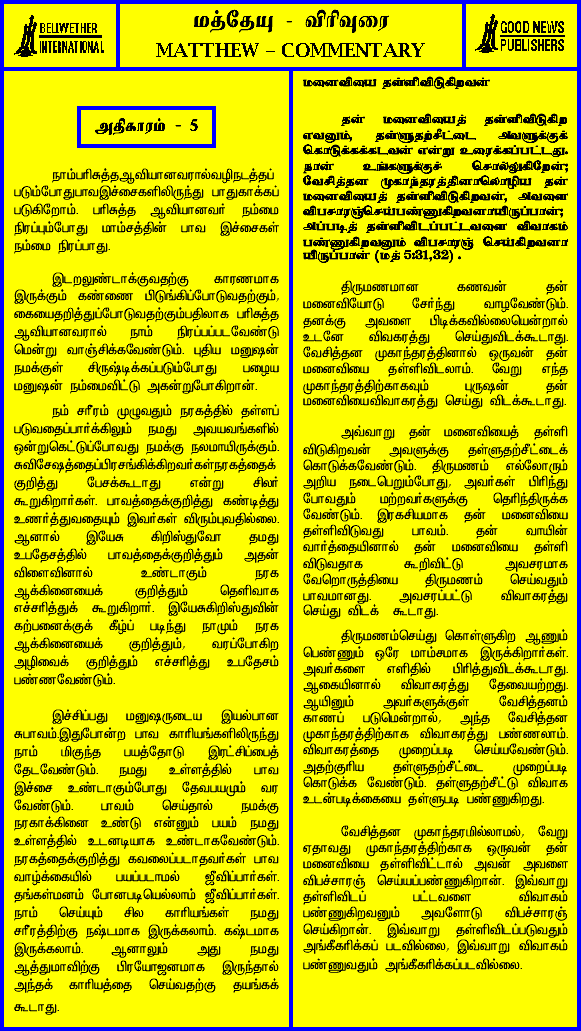 BELLWETHER
INTERNATIONAL
மத்தேயு - விரிவுரை
MATTHEW – COMMENTARY
GOOD NEWS
PUBLISHERS
அதிகாரம் - 5
நாம்பரிசுத்தஆவியானவரால்வழிநடத்தப்
படும்போதுபாவஇச்சைகளிலிருந்து பாதுகாக்கப்
படுகிறோம். பரிசுத்த ஆவியானவர் நம்மை
நிரப்பும்போது மாம்சத்தின் பாவ இச்சைகள்
நம்மை நிரப்பாது.
இடறலுண்டாக்குவதற்கு காரணமாக
இருக்கும் கண்ணை பிடுங்கிப்போடுவதற்கும்,
கையைதறித்துப்போடுவதற்கும்பதிலாக பரிசுத்த
ஆவியானவரால் நாம் நிரப்பப்படவேண்டு
மென்று வாஞ்சிக்கவேண்டும். புதிய மனுஷன்
நமக்குள் சிருஷ்டிக்கப்படும்போது பழைய
மனுஷன் நம்மைவிட்டு அகன்றுபோகிறான்.
நம் சரீரம் முழுவதும் நரகத்தில் தள்ளப்
படுவதைப்பார்க்கிலும் நமது அவயவங்களில்
ஒன்றுகெட்டுப்போவது நமக்கு நலமாயிருக்கும்.
சுவிசேஷத்தைப்பிரசங்கிக்கிறவர்கள்நரகத்தைக்
குறித்து பேசக்கூடாது என்று சிலர்
கூறுகிறார்கள். பாவத்தைக்குறித்து கண்டித்து
உணர்த்துவதையும் இவர்கள் விரும்புவதில்லை.
ஆனால் இயேசு கிறிஸ்துவோ தமது
உபதேசத்தில் பாவத்தைக்குறித்தும் அதன்
விளைவினால் உண்டாகும் நரக
ஆக்கினையைக் குறித்தும் தெளிவாக
எச்சரித்துக் கூறுகிறார். இயேசுகிறிஸ்துவின்
கற்பனைக்குக் கீழ்ப் படிந்து நாமும் நரக
ஆக்கினையைக் குறித்தும், வரப்போகிற
அழிவைக் குறித்தும் எச்சரித்து உபதேசம்
பண்ணவேண்டும்.
இச்சிப்பது மனுஷருடைய இயல்பான
சுபாவம்.இதுபோன்ற பாவ காரியங்களிலிருந்து
நாம் மிகுந்த பயத்தோடு இரட்சிப்பைத்
தேடவேண்டும். நமது உள்ளத்தில் பாவ
இச்சை உண்டாகும்போது தேவபயமும் வர
வேண்டும். பாவம் செய்தால் நமக்கு
நரகாக்கினை உண்டு என்னும் பயம் நமது
உள்ளத்தில் உடனடியாக உண்டாகவேண்டும்.
நரகத்தைக்குறித்து கவலைப்படாதவர்கள் பாவ
வாழ்க்கையில் பயப்படாமல் ஜீவிப்பார்கள்.
தங்கள்மனம் போனபடியெல்லாம் ஜீவிப்பார்கள்.
நாம் செய்யும் சில காரியங்கள் நமது
சரீரத்திற்கு நஷ்டமாக இருக்கலாம். கஷ்டமாக
இருக்கலாம். ஆனாலும் அது நமது
ஆத்துமாவிற்கு பிரயோஜனமாக இருந்தால்
அந்தக் காரியத்தை செய்வதற்கு தயங்கக்
கூடாது.
மனைவியை தள்ளிவிடுகிறவன்
தன் மனைவியைத் தள்ளிவிடுகிற
எவனும், தள்ளுதற்சீட்டை அவளுக்குக்
கொடுக்கக்கடவன் என்று உரைக்கப்பட்டது.
நான் உங்களுக்குச் சொல்லுகிறேன்;
வேசித்தன முகாந்தரத்தினாலொழிய தன்
மனைவியைத் தள்ளிவிடுகிறவன், அவளை
விபசாரஞ்செய்யபண்ணுகிறவனாயிருப்பான்;
அப்படித் தள்ளிவிடப்பட்டவளை விவாகம்
பண்ணுகிறவனும் விபசாரஞ் செய்கிறவனா
யிருப்பான் (மத் 5:31,32) .
திருமணமான கணவன் தன்
மனைவியோடு சேர்ந்து வாழவேண்டும்.
தனக்கு அவளை பிடிக்கவில்லையென்றால்
உடனே விவகரத்து செய்துவிடக்கூடாது.
வேசித்தன முகாந்தரத்தினால் ஒருவன் தன்
மனைவியை தள்ளிவிடலாம். வேறு எந்த
முகாந்தரத்திற்காகவும் புருஷன் தன்
மனைவியைவிவாகரத்து செய்து விடக்கூடாது.
அவ்வாறு தன் மனைவியைத் தள்ளி
விடுகிறவன் அவளுக்கு தள்ளுதற்சீட்டைக்
கொடுக்கவேண்டும். திருமணம் எல்லோரும்
அறிய நடைபெறும்போது, அவர்கள் பிரிந்து
போவதும் மற்றவர்களுக்கு தெரிந்திருக்க
வேண்டும். இரகசியமாக தன் மனைவியை
தள்ளிவிடுவது பாவம். தன் வாயின்
வார்த்தையினால் தன் மனைவியை தள்ளி
விடுவதாக கூறிவிட்டு அவசரமாக
வேறொருத்தியை திருமணம் செய்வதும்
பாவமானது. அவசரப்பட்டு விவாகரத்து
செய்து விடக் கூடாது.
திருமணம்செய்து கொள்ளுகிற ஆணும்
பெண்ணும் ஒரே மாம்சமாக இருக்கிறார்கள்.
அவர்களை எளிதில் பிரித்துவிடக்கூடாது.
ஆகையினால் விவாகரத்து தேவையற்றது.
ஆயினும் அவர்களுக்குள் வேசித்தனம்
காணப் படுமென்றால், அந்த வேசித்தன
முகாந்தரத்திற்காக விவாகரத்து பண்ணலாம்.
விவாகரத்தை முறைப்படி செய்யவேண்டும்.
அதற்குரிய தள்ளுதற்சீட்டை முறைப்படி
கொடுக்க வேண்டும். தள்ளுதற்சீட்டு விவாக
உடன்படிக்கையை தள்ளுபடி பண்ணுகிறது.
வேசித்தன முகாந்தரமில்லாமல், வேறு
ஏதாவது முகாந்தரத்திற்காக ஒருவன் தன்
மனைவியை தள்ளிவிட்டால் அவன் அவளை
விபச்சாரஞ் செய்யப்பண்ணுகிறான். இவ்வாறு
தள்ளிவிடப் பட்டவளை விவாகம்
பண்ணுகிறவனும் அவளோடு விபச்சாரஞ்
செய்கிறான். இவ்வாறு தள்ளிவிடப்படுவதும்
அங்கீகரிக்கப் படவில்லை, இவ்வாறு விவாகம்
பண்ணுவதும் அங்கீகரிக்கப்படவில்லை.